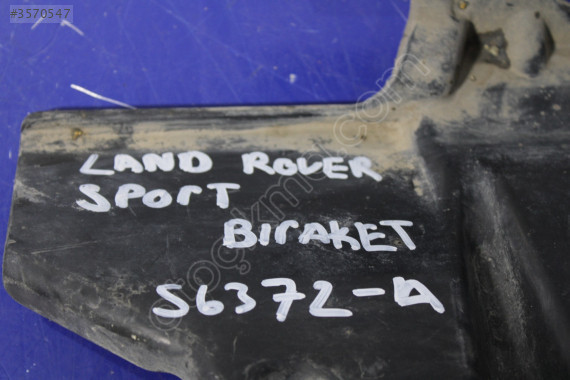 #3570547
LAND ROVER
SPORT
BIRAKET
S6372-A